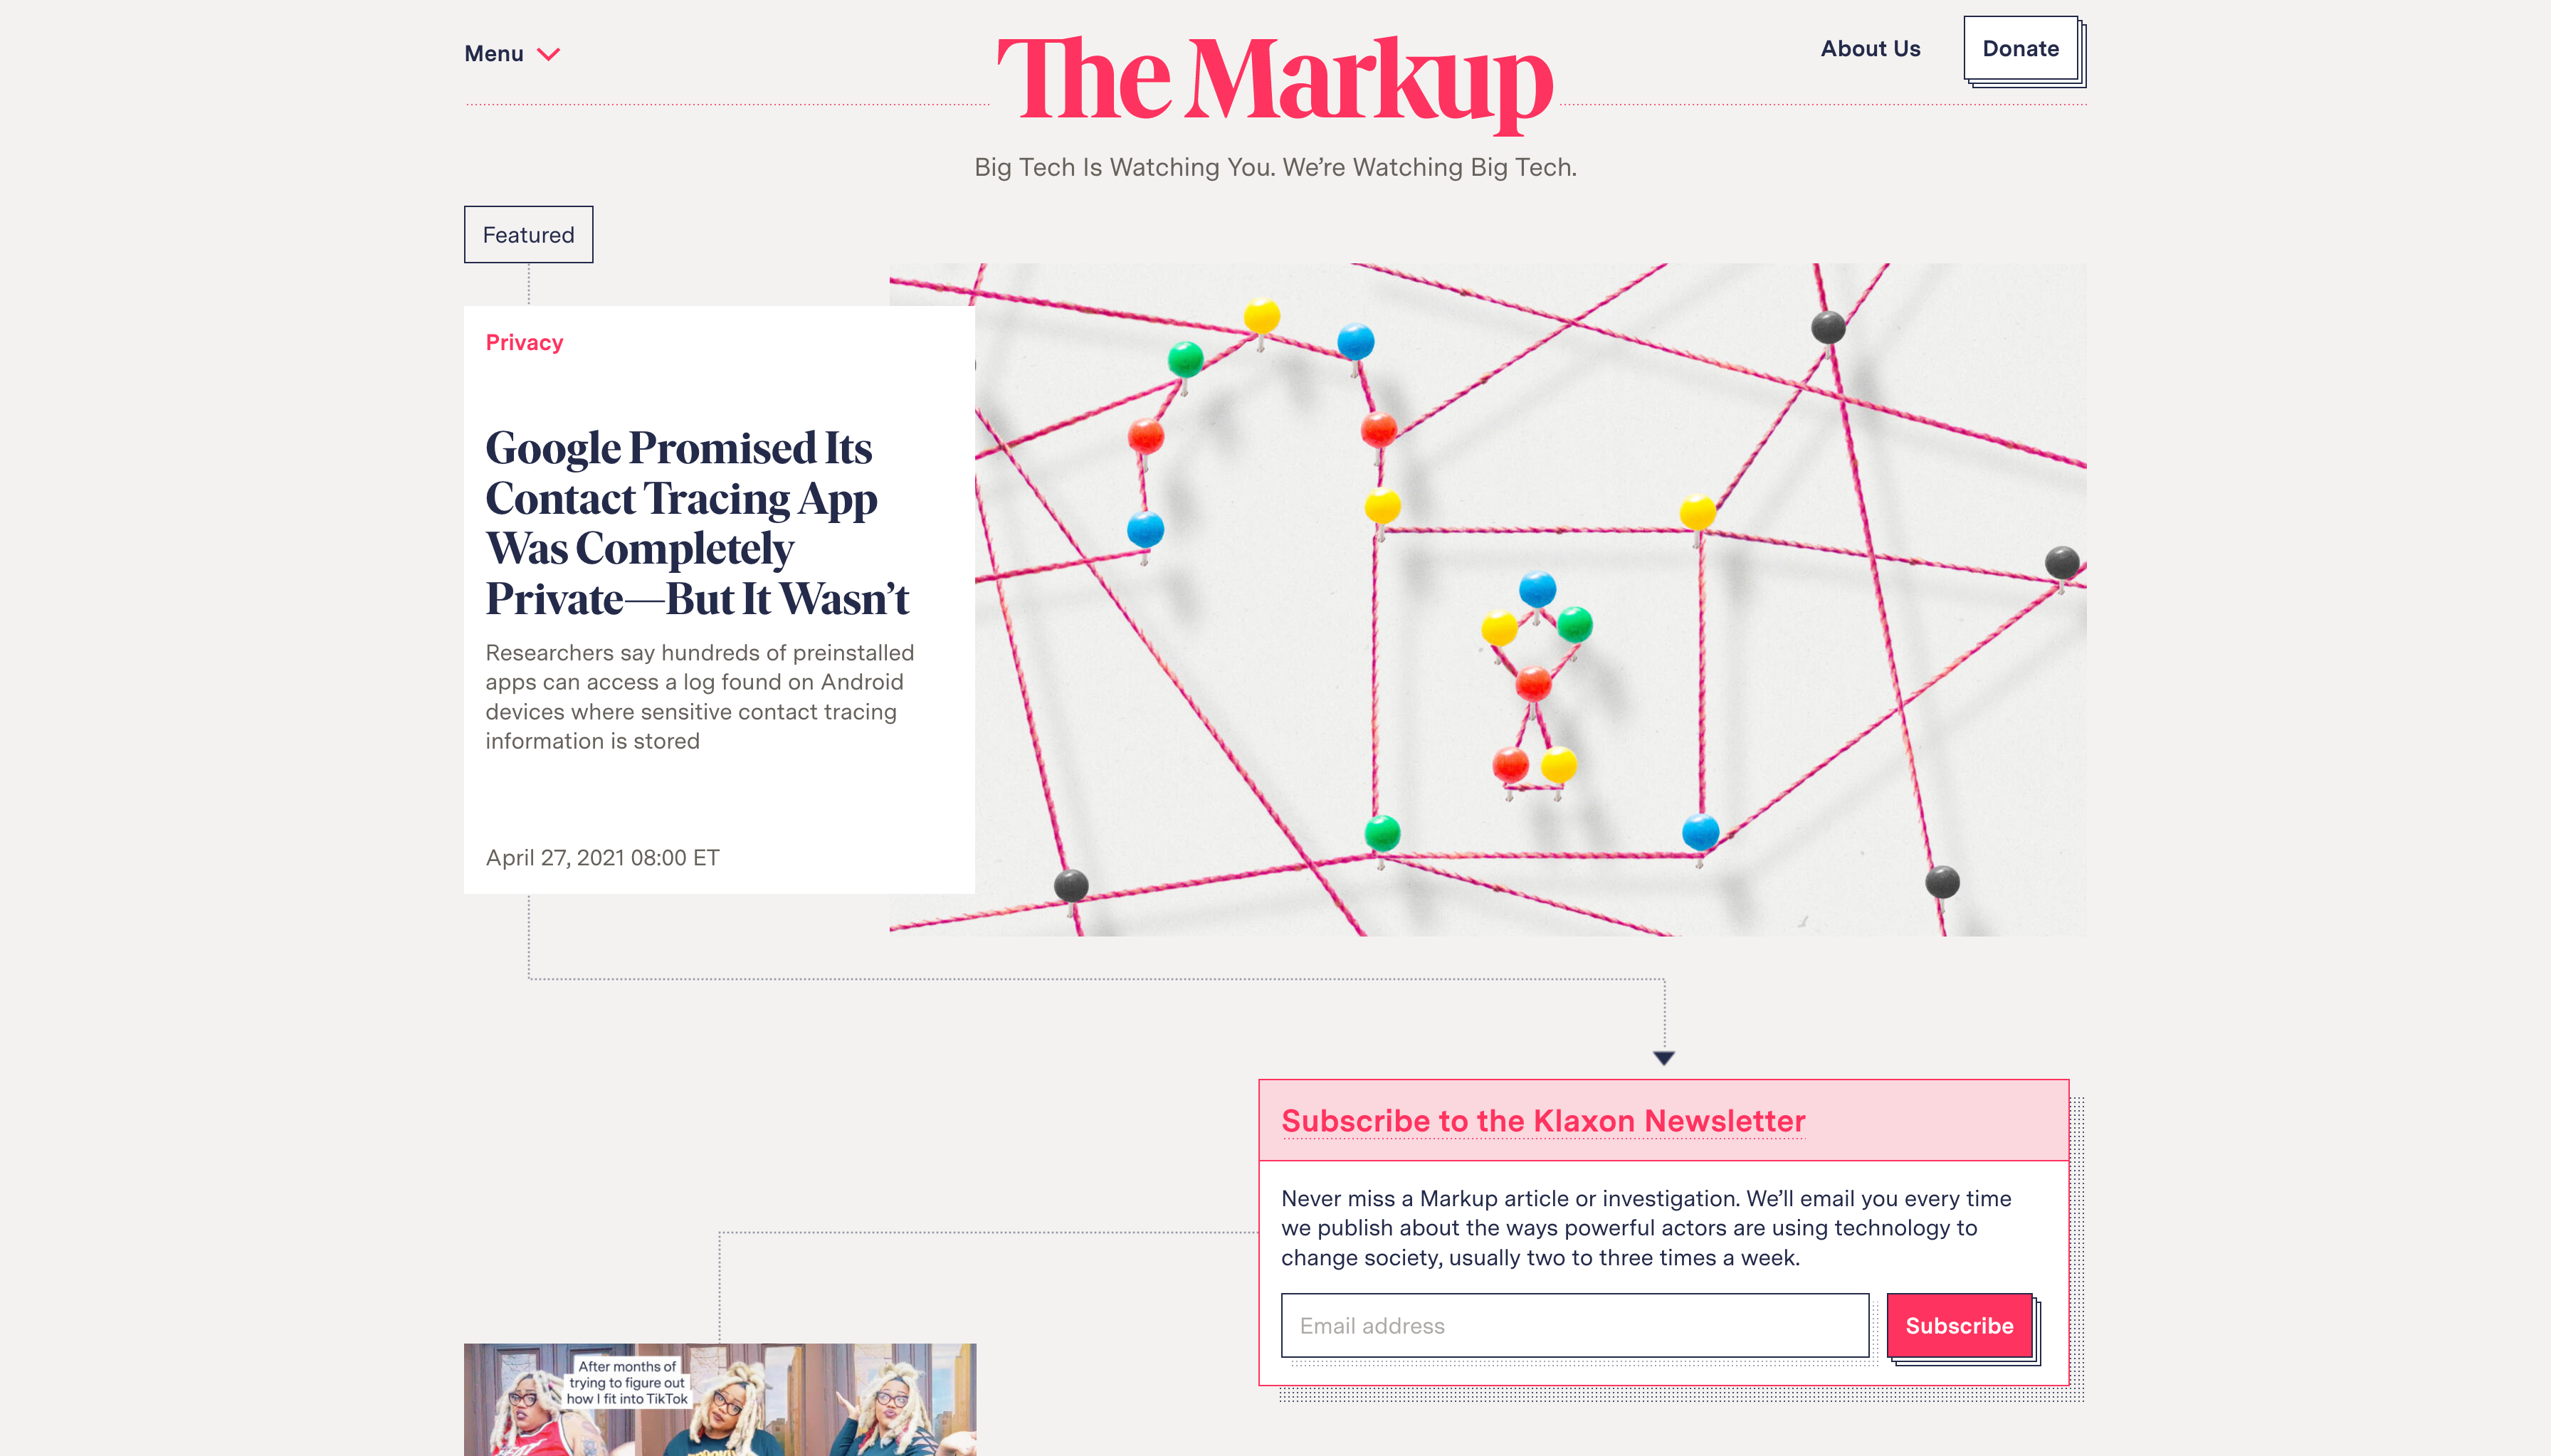 Menu
The Markup
About Us
Donate
Big Tech Is Watching You. We’re Watching Big Tech.
Featured
Privacy
Google Promised Its
Contact Tracing App
Was Completely
Private—But It Wasn’t
Researchers say hundreds of preinstalled
apps can access a log found on Android
devices where sensitive contact tracing
information is stored
April 27, 2021 08:00 ET
Subscribe to the Klaxon Newsletter
Never miss a Markup article or investigation. We’ll email you every time
we publish about the ways powerful actors are using technology to
change society, usually two to three times a week.
Email address
Subscribe
After months of
trying to figure out
how I fit into TikTok